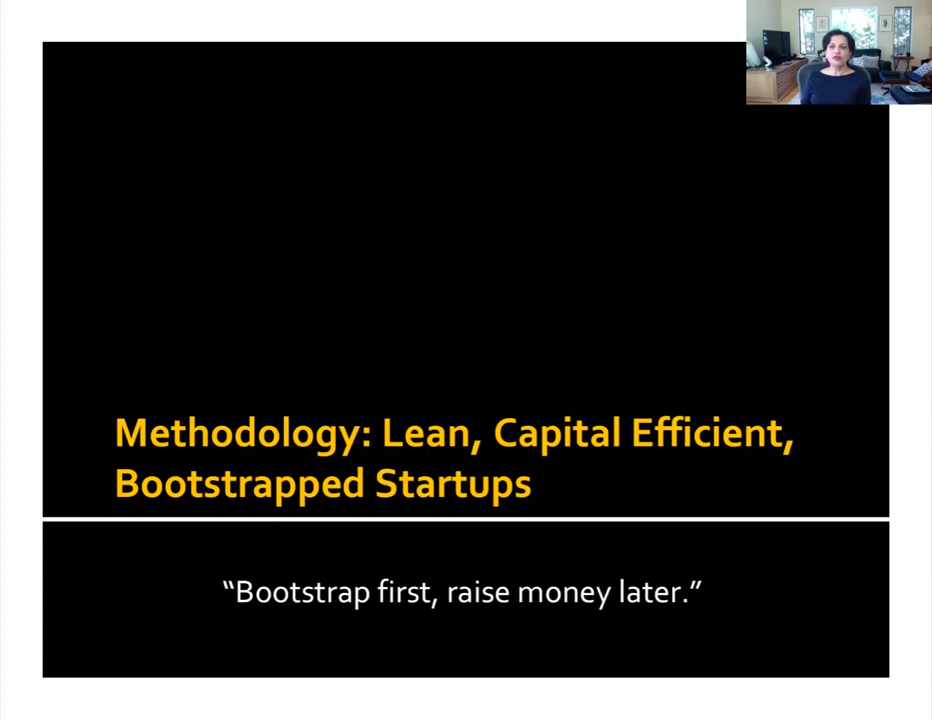 Methodology: Lean, Capital Efficient,
Bootstrapped Startups
“Bootstrap first, raise money later.”